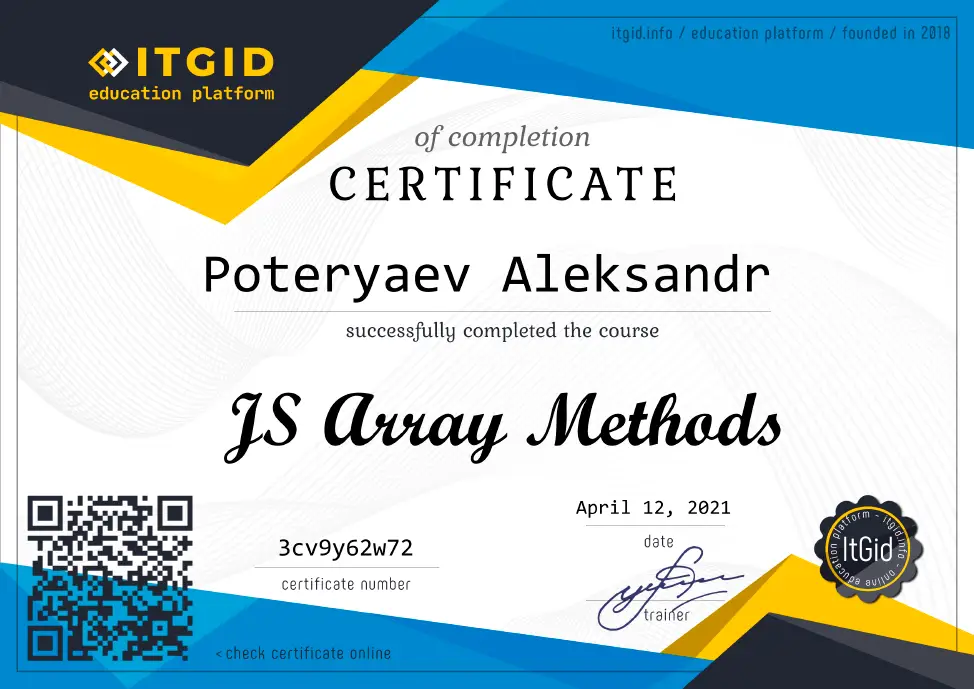 itgid.info / education platform / founded in 2018
ITGID
education platform
of completion
CERTIFICATE
Poteryaev Aleksandr
successfully completed the course
JS Array Methods
April 12, 2021
date
3cv9y62w72
certificate number
trainer
platform - itgid.info - online education
ItGid
< check certificate online